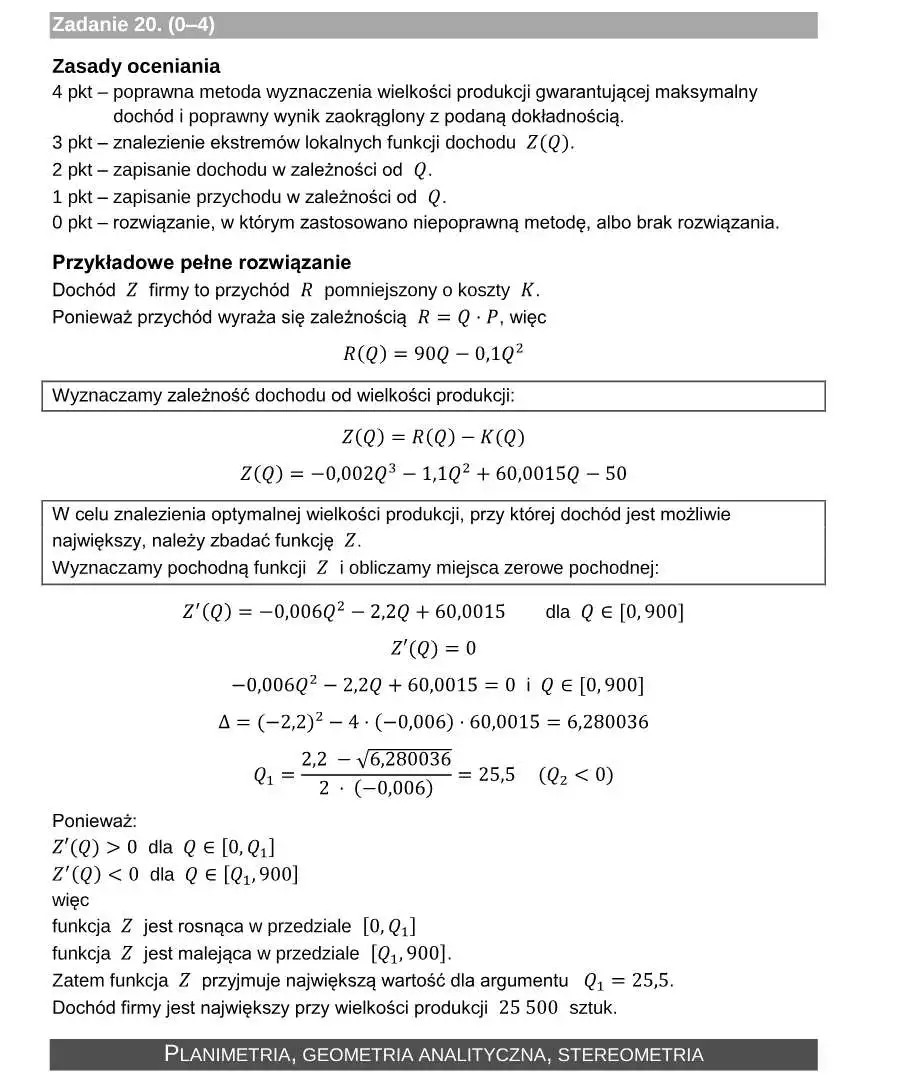 Zadanie 20. (0–4)
Zasady oceniania
4 pkt – poprawna metoda wyznaczenia wielkości produkcji gwarantującej maksymalny
dochód i poprawny wynik zaokrąglony z podaną dokładnością.
3 pkt – znalezienie ekstremów lokalnych funkcji dochodu Z(Q).
2 pkt – zapisanie dochodu w zależności od Q.
1 pkt – zapisanie przychodu w zależności od Q.
0 pkt – rozwiązanie, w którym zastosowano niepoprawną metodę, albo brak rozwiązania.
Przykładowe pełne rozwiązanie
Dochód Z firmy to przychód R pomniejszony o koszty K.
Ponieważ przychód wyraża się zależnością R = Q · P, więc
R(Q) = 90Q − 0,1Q²
Wyznaczamy zależność dochodu od wielkości produkcji:
Z(Q) = R(Q) − K(Q)
Z(Q) = −0,002Q³ − 1,1Q² + 60,0015Q − 50
W celu znalezienia optymalnej wielkości produkcji, przy której dochód jest możliwie
największy, należy zbadać funkcję Z.
Wyznaczamy pochodną funkcji Z i obliczamy miejsca zerowe pochodnej:
Z′(Q) = −0,006Q² − 2,2Q + 60,0015 dla Q ∈ [0, 900]
Z′(Q) = 0
−0,006Q² − 2,2Q + 60,0015 = 0 i Q ∈ [0, 900]
Δ = (−2,2)² − 4 · (−0,006) · 60,0015 = 6,280036
Q₁ = (2,2 − √6,280036) / (2 · (−0,006)) = 25,5 (Q₂ < 0)
Ponieważ:
Z′(Q) > 0 dla Q ∈ [0, Q₁]
Z′(Q) < 0 dla Q ∈ [Q₁, 900]
więc
funkcja Z jest rosnąca w przedziale [0, Q₁]
funkcja Z jest malejąca w przedziale [Q₁, 900].
Zatem funkcja Z przyjmuje największą wartość dla argumentu Q₁ = 25,5.
Dochód firmy jest największy przy wielkości produkcji 25 500 sztuk.
PLANIMETRIA, GEOMETRIA ANALITYCZNA, STEREOMETRIA